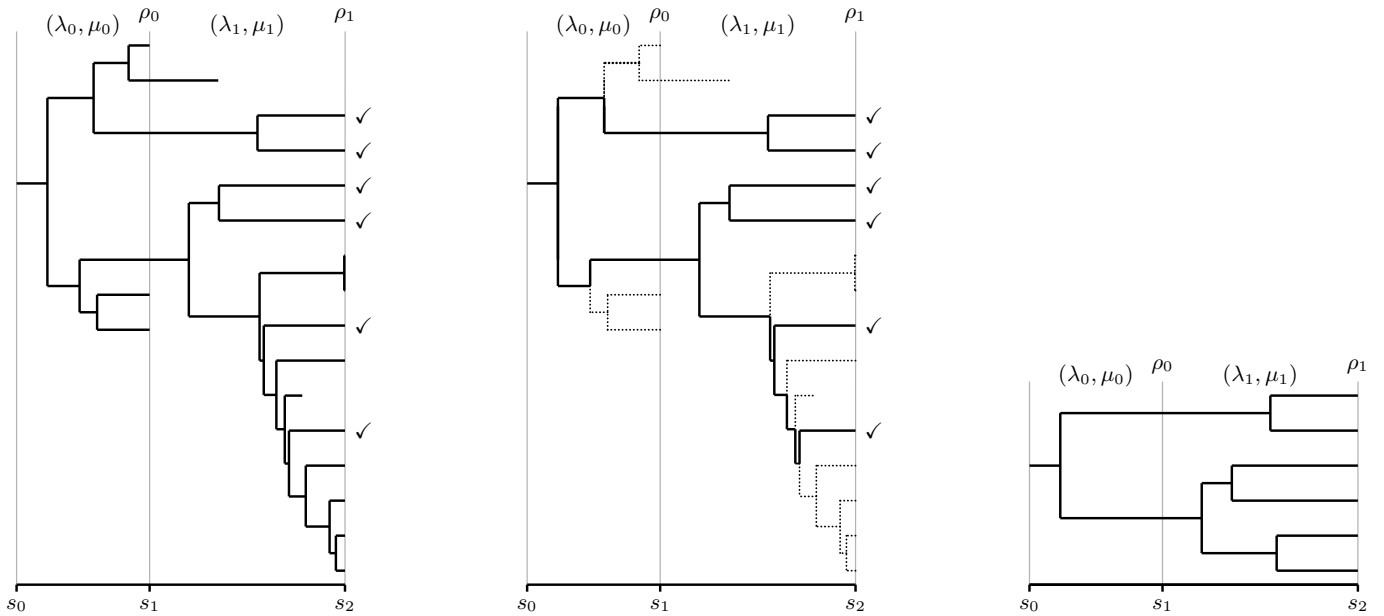 (λ₀, μ₀) ρ₀ (λ₁, μ₁) ρ₁
✓
✓
✓
✓
✓
✓
s₀ s₁ s₂
(λ₀, μ₀) ρ₀ (λ₁, μ₁) ρ₁
✓
✓
✓
✓
✓
✓
s₀ s₁ s₂
(λ₀, μ₀) ρ₀ (λ₁, μ₁) ρ₁
s₀ s₁ s₂